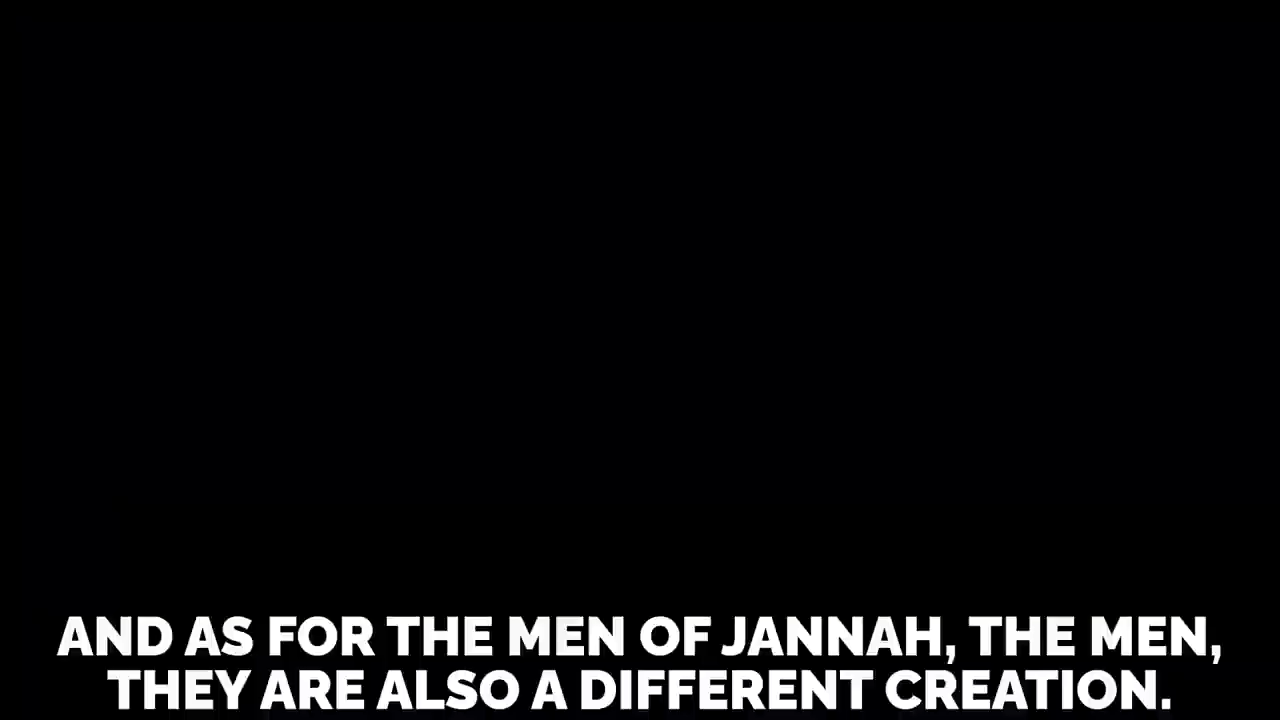 AND AS FOR THE MEN OF JANNAH, THE MEN,
THEY ARE ALSO A DIFFERENT CREATION.